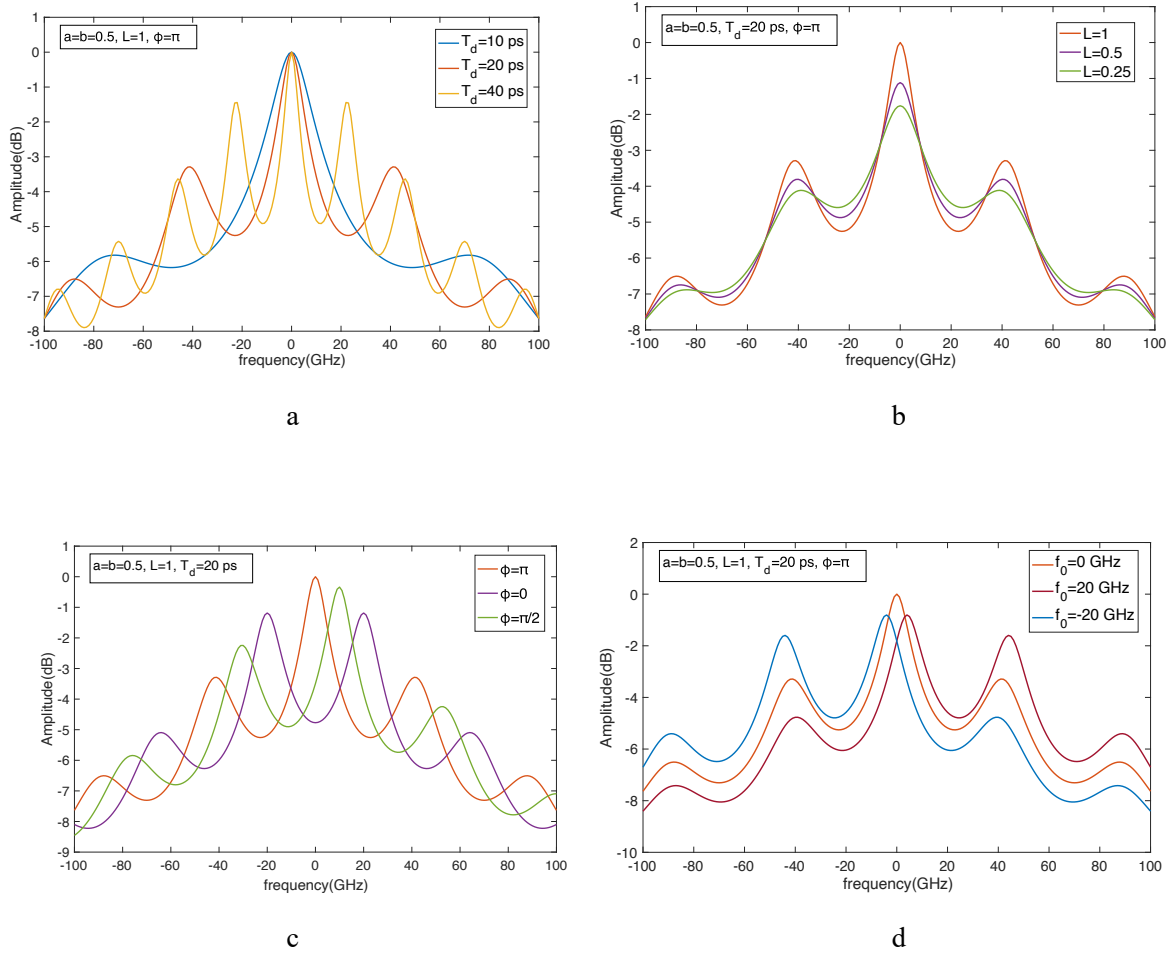 a=b=0.5, L=1, ϕ=π
T_d=10 ps
T_d=20 ps
T_d=40 ps
Amplitude(dB)
1
0
-1
-2
-3
-4
-5
-6
-7
-8
-100 -80 -60 -40 -20 0 20 40 60 80 100
frequency(GHz)
a
a=b=0.5, T_d=20 ps, ϕ=π
L=1
L=0.5
L=0.25
Amplitude(dB)
1
0
-1
-2
-3
-4
-5
-6
-7
-8
-100 -80 -60 -40 -20 0 20 40 60 80 100
frequency(GHz)
b
a=b=0.5, L=1, T_d=20 ps
ϕ=π
ϕ=0
ϕ=π/2
Amplitude(dB)
1
0
-1
-2
-3
-4
-5
-6
-7
-8
-9
-100 -80 -60 -40 -20 0 20 40 60 80 100
frequency(GHz)
c
a=b=0.5, L=1, T_d=20 ps, ϕ=π
f_0=0 GHz
f_0=20 GHz
f_0=-20 GHz
Amplitude(dB)
2
0
-2
-4
-6
-8
-10
-100 -80 -60 -40 -20 0 20 40 60 80 100
frequency(GHz)
d